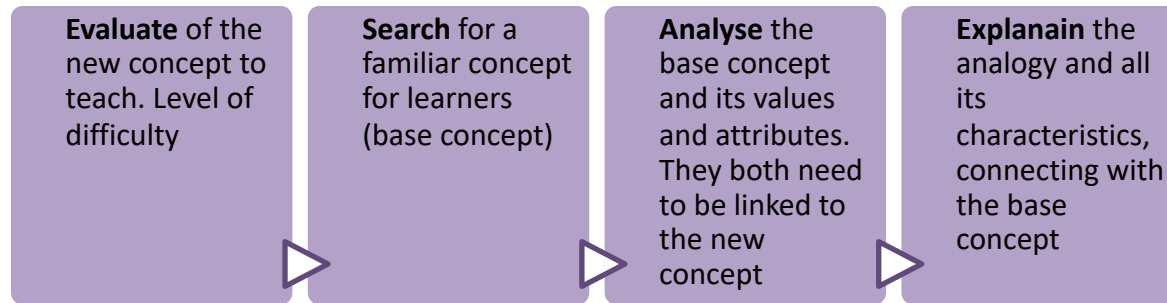 Evaluate of the
new concept to
teach. Level of
difficulty
Search for a
familiar concept
for learners
(base concept)
Analyse the
base concept
and its values
and attributes.
They both need
to be linked to
the new
concept
Explanain the
analogy and all
its
characteristics,
connecting with
the base
concept